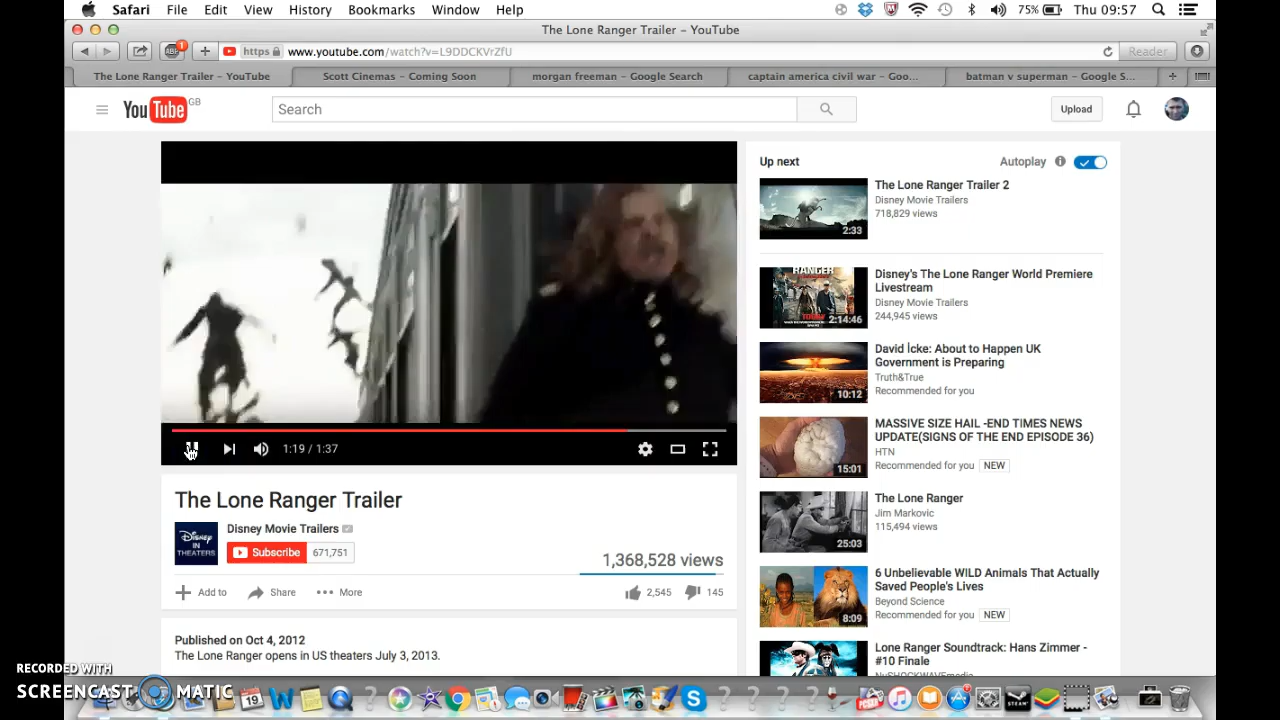 Safari File Edit View History Bookmarks Window Help 75% Thu 09:57
The Lone Ranger Trailer – YouTube
ABP 1 https www.youtube.com/watch?v=L9DDCKVrZfU Reader
The Lone Ranger Trailer – YouTube Scott Cinemas – Coming Soon morgan freeman – Google Search captain america civil war – Goo... batman v superman – Google S...
YouTube GB Search Upload
Up next Autoplay
The Lone Ranger Trailer 2
Disney Movie Trailers
718,829 views
2:33
Disney's The Lone Ranger World Premiere
Livestream
Disney Movie Trailers
244,945 views
RANGER
2:14:46
David İcke: About to Happen UK
Government is Preparing
Truth&True
Recommended for you
10:12
MASSIVE SIZE HAIL -END TIMES NEWS
UPDATE(SIGNS OF THE END EPISODE 36)
HTN
Recommended for you NEW
15:01
The Lone Ranger
Jim Markovic
115,494 views
25:03
6 Unbelievable WILD Animals That Actually
Saved People's Lives
Beyond Science
Recommended for you NEW
8:09
Lone Ranger Soundtrack: Hans Zimmer -
#10 Finale
1:19 / 1:37
The Lone Ranger Trailer
Disney IN THEATERS
Disney Movie Trailers
Subscribe 671,751
1,368,528 views
Add to Share More 2,545 145
Published on Oct 4, 2012
The Lone Ranger opens in US theaters July 3, 2013.
RECORDED WITH
SCREENCAST MATIC